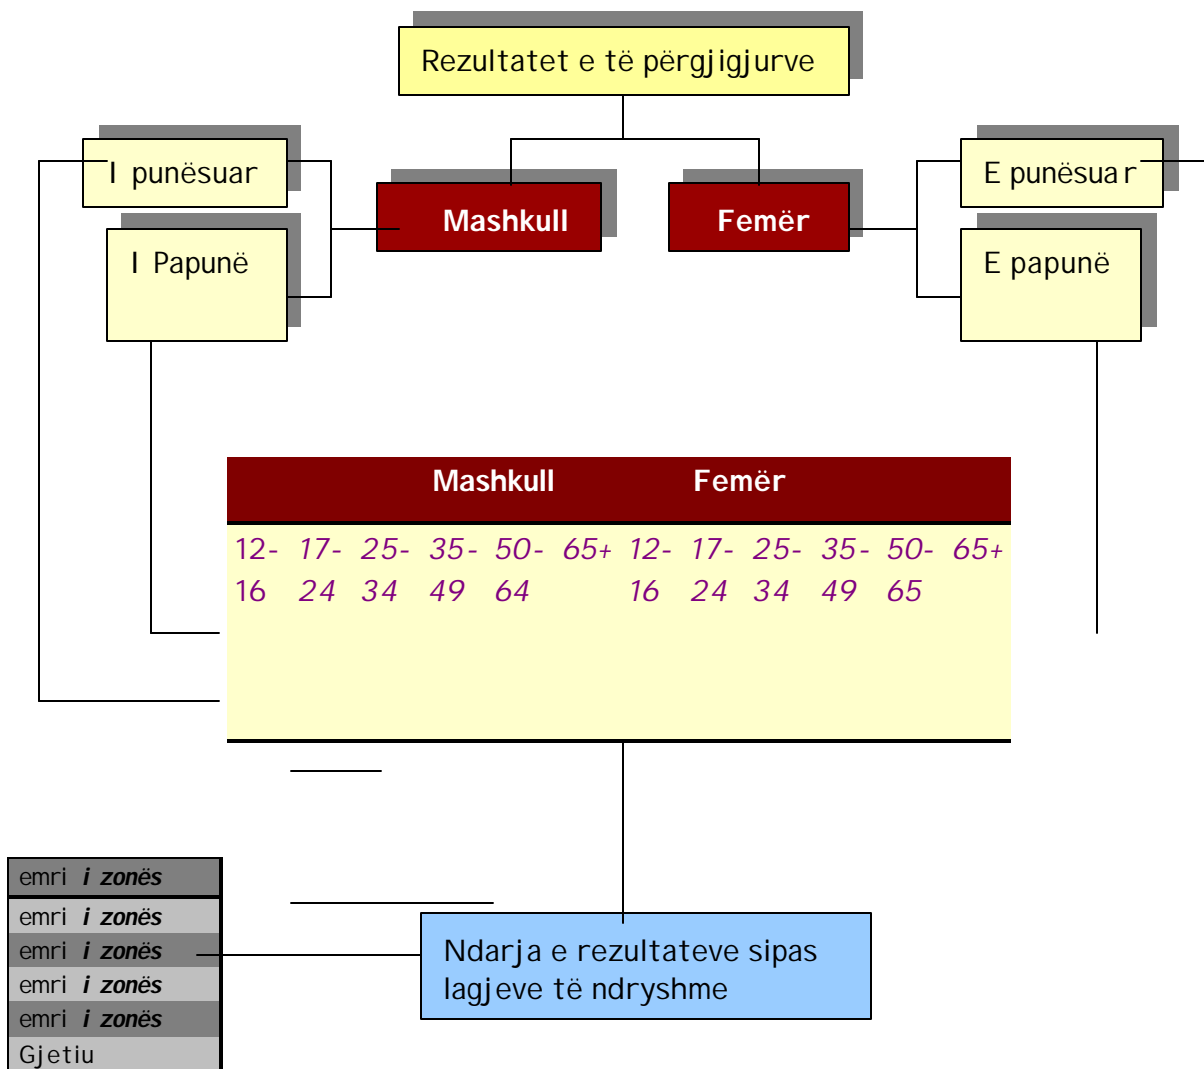 Rezultatet e të përgjigjurve
I punësuar
E punësuar
Mashkull
Femër
I Papunë
E papunë
Mashkull Femër
12- 17- 25- 35- 50- 65+ 12- 17- 25- 35- 50- 65+
16 24 34 49 64 16 24 34 49 65
emri i zonës
emri i zonës
emri i zonës
emri i zonës
emri i zonës
Gjetiu
Ndarja e rezultateve sipas
lagjeve të ndryshme